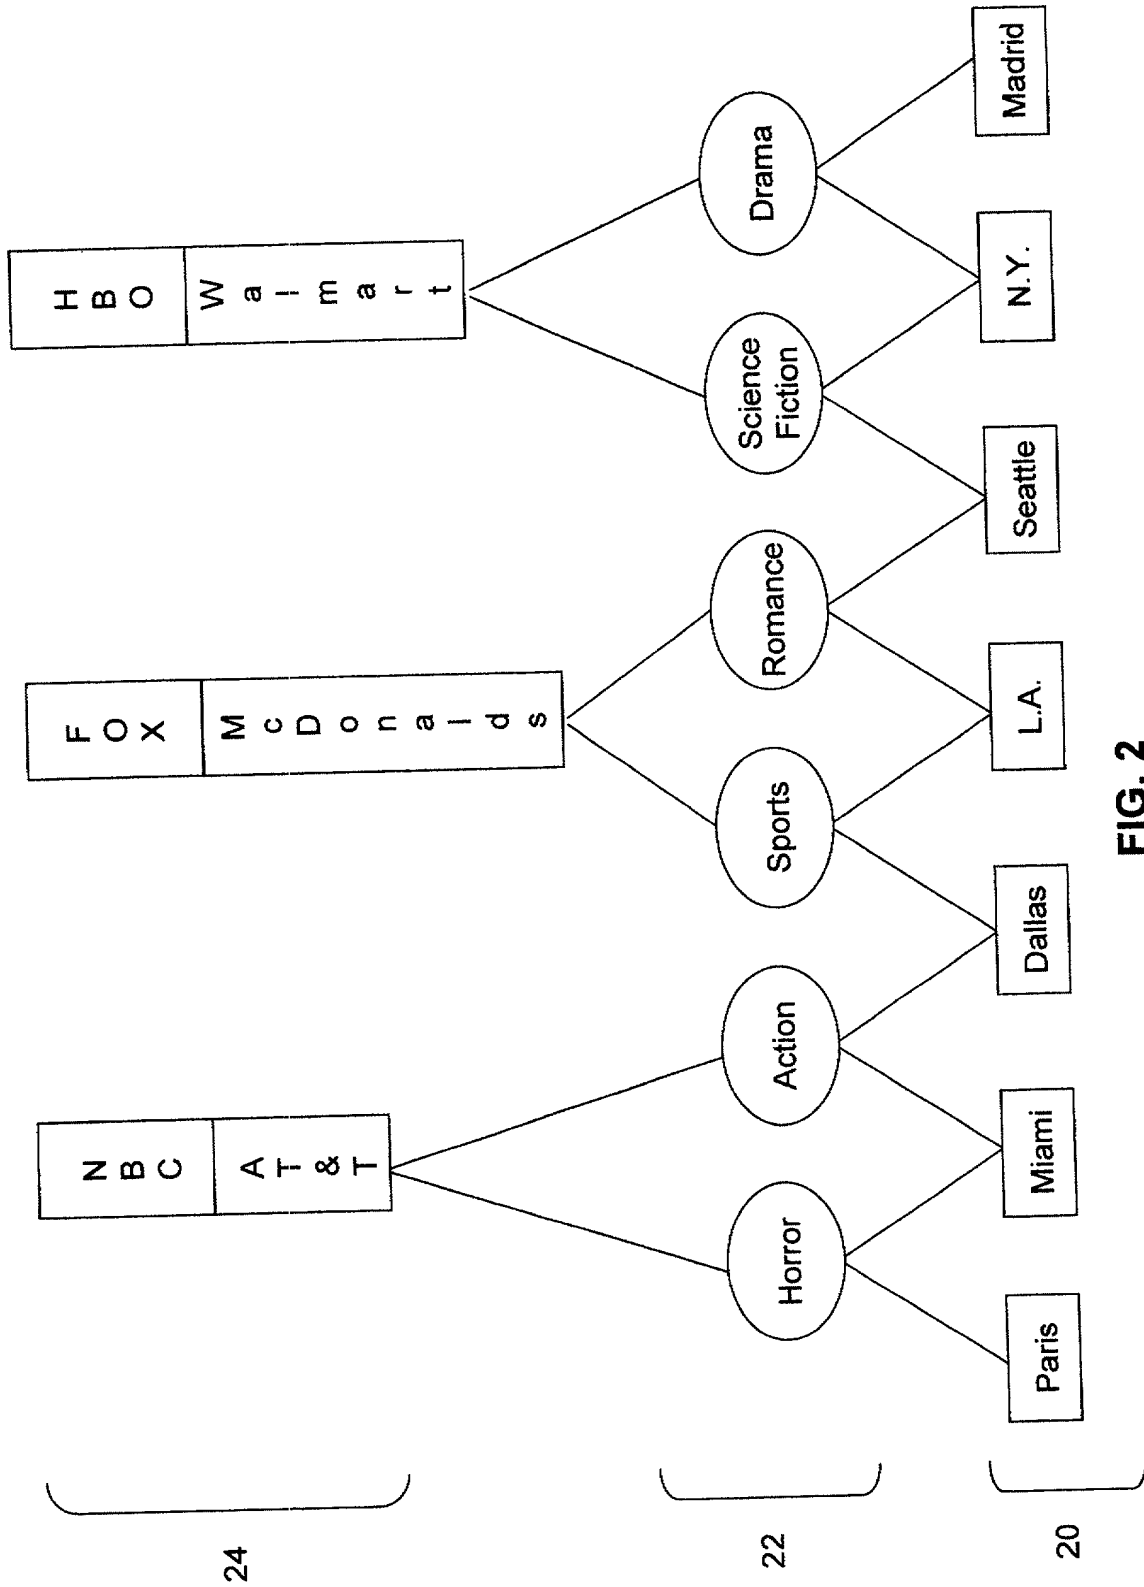 24
NBC
AT&T
FOX
McDonalds
HBO
Walmart
22
Horror
Action
Sports
Romance
Science
Fiction
Drama
20
Paris
Miami
Dallas
L.A.
Seattle
N.Y.
Madrid
FIG. 2